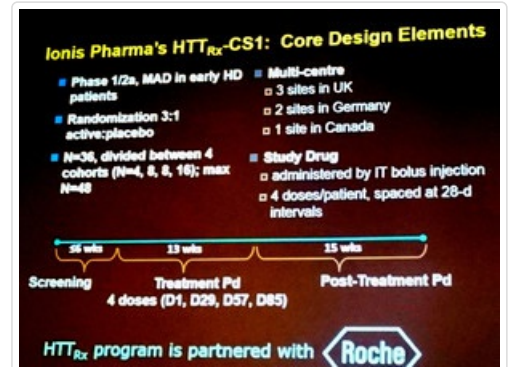 Ionis Pharma's HTTRx-CS1: Core Design Elements
Phase 1/2a, MAD in early HD
patients
Randomization 3:1
active:placebo
N=36, divided between 4
cohorts (N=4, 8, 8, 16); max
N=48
Multi-centre
3 sites in UK
2 sites in Germany
1 site in Canada
Study Drug
administered by IT bolus injection
4 doses/patient, spaced at 28-d
intervals
≤6 wks
13 wks
15 wks
Screening
Treatment Pd
4 doses (D1, D29, D57, D85)
Post-Treatment Pd
HTTRx program is partnered with
Roche